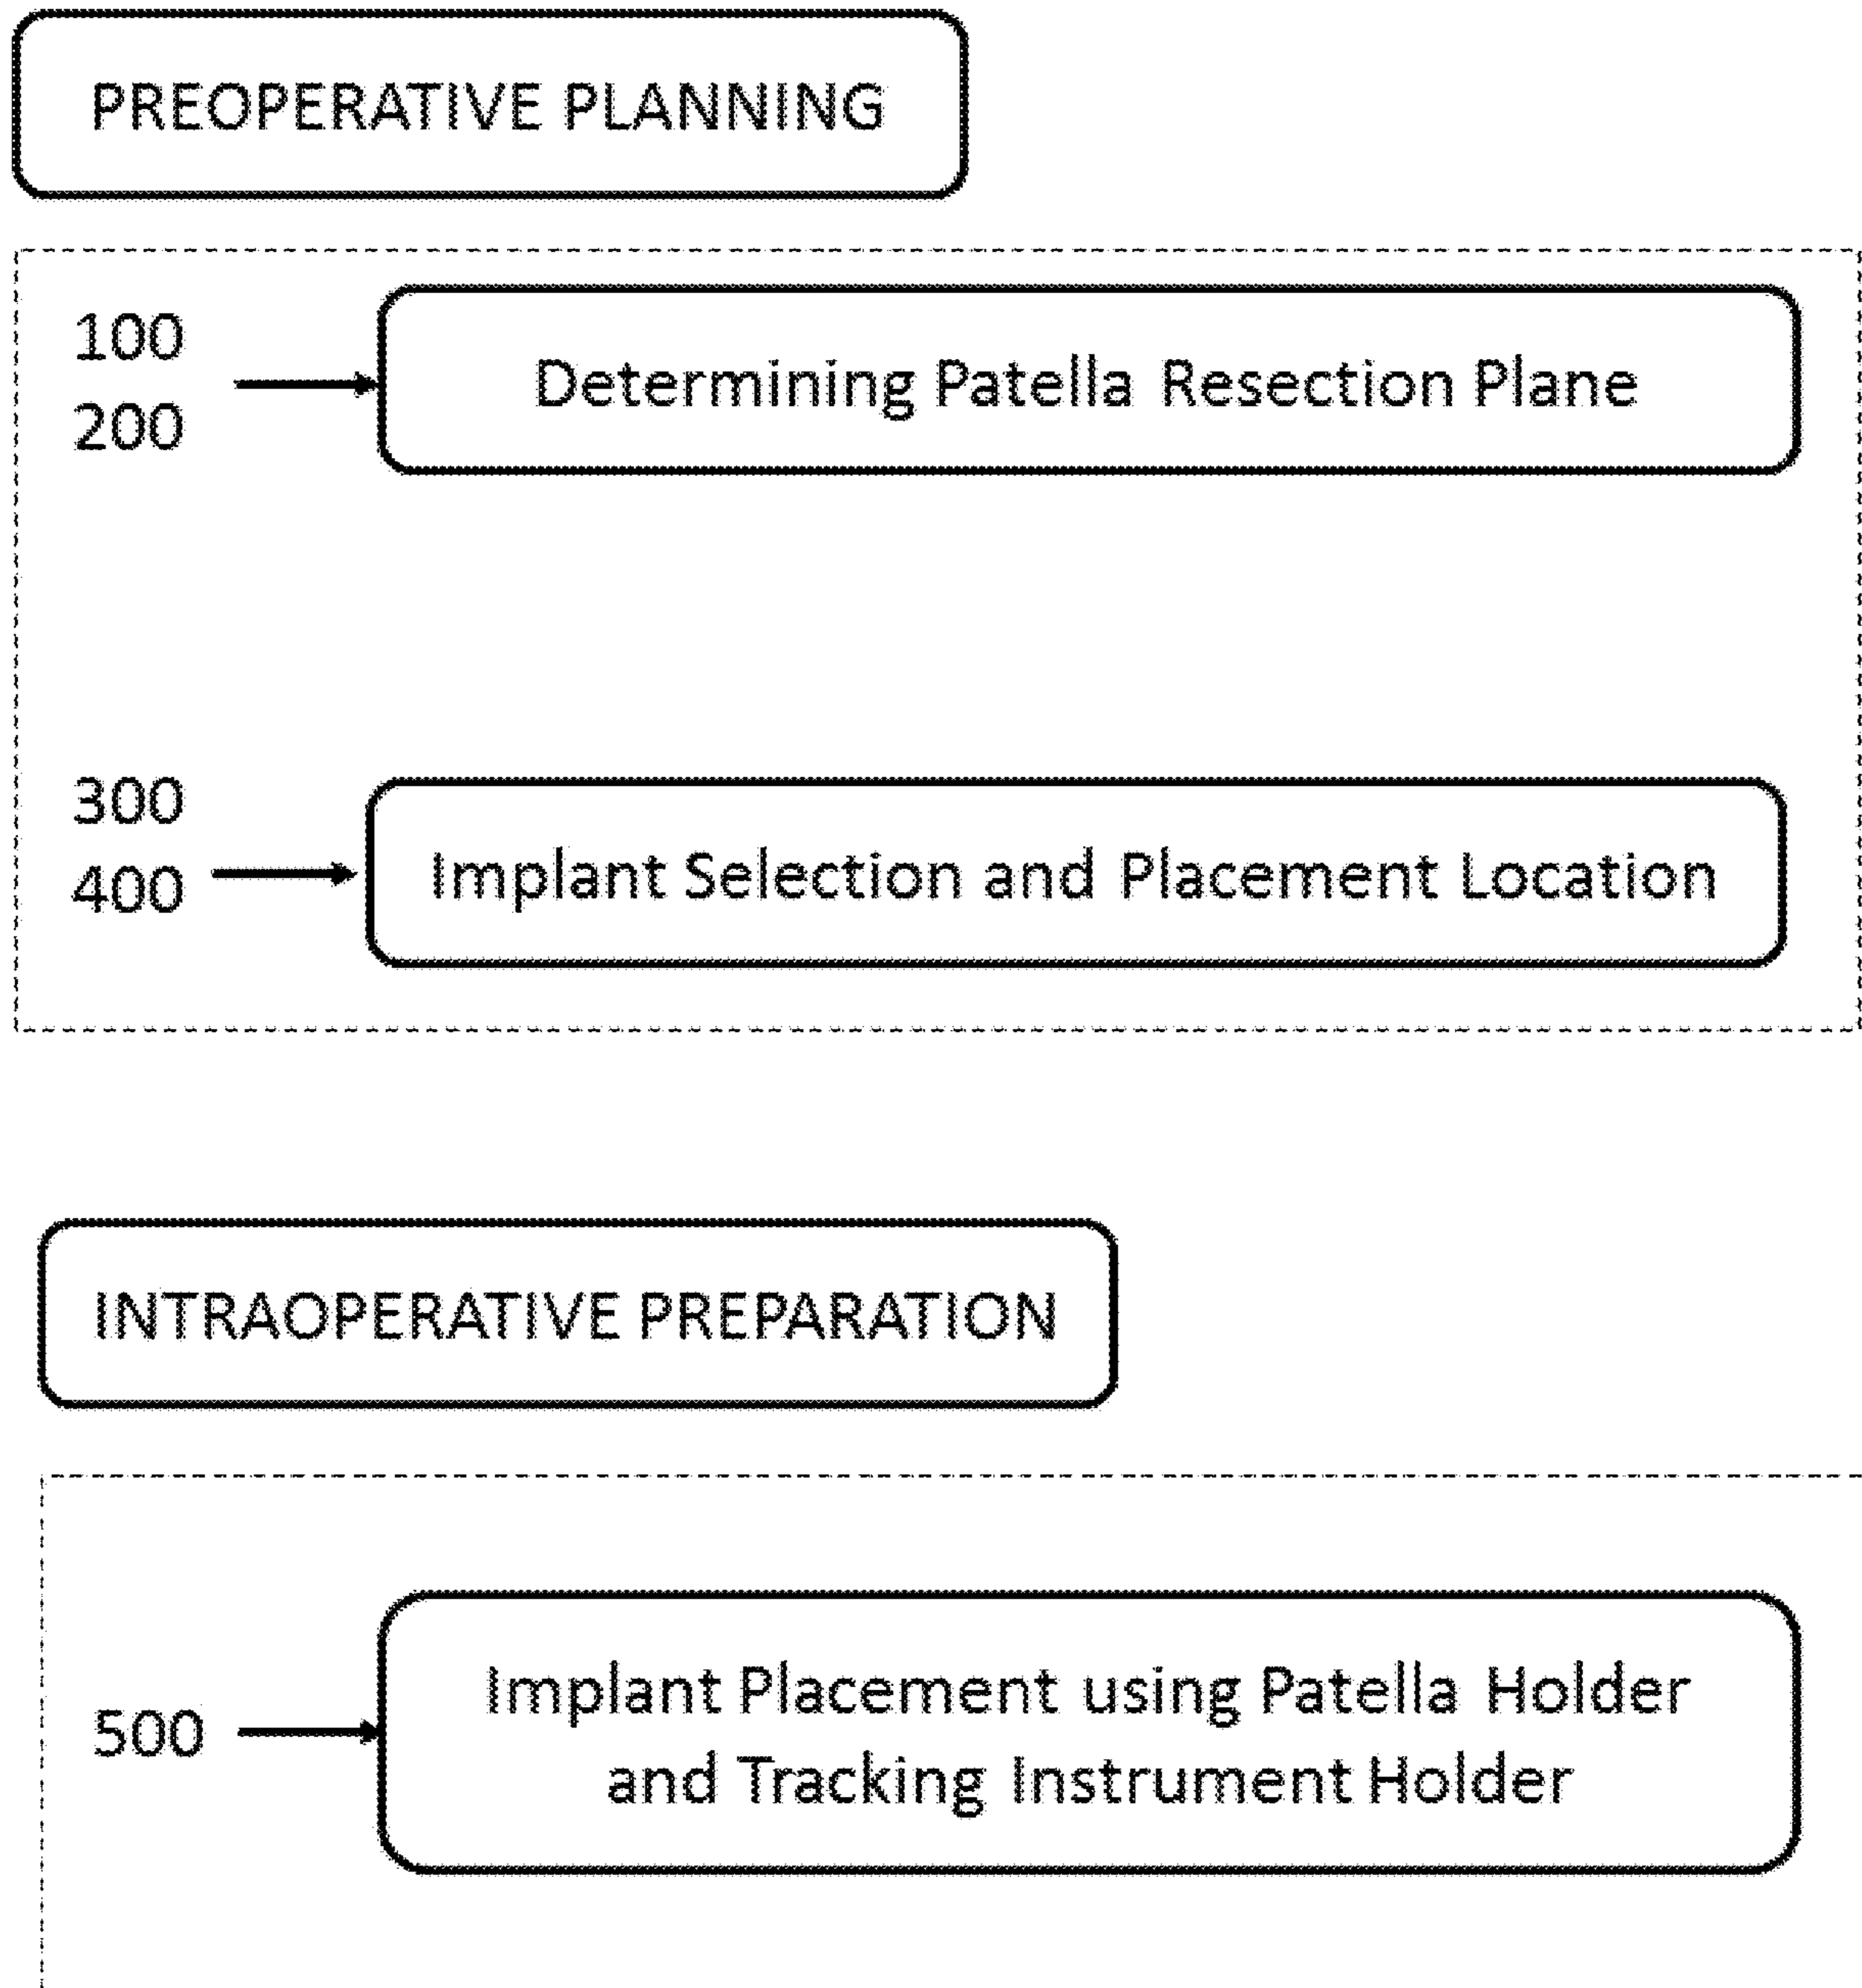 PREOPERATIVE PLANNING
100
200
Determining Patella Resection Plane
300
400
Implant Selection and Placement Location
INTRAOPERATIVE PREPARATION
500
Implant Placement using Patella Holder
and Tracking Instrument Holder